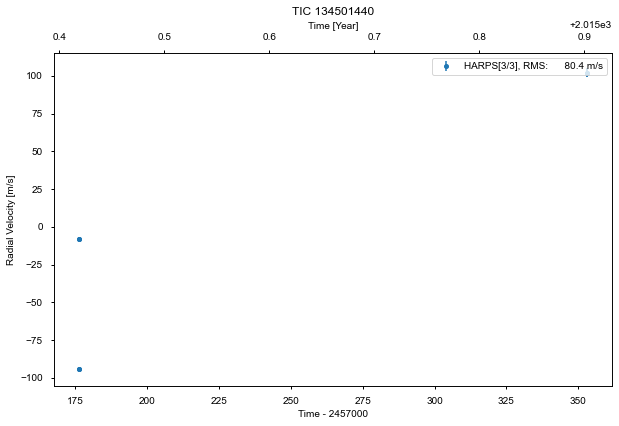 TIC 134501440
Time [Year]
+2.015e3
0.4 0.5 0.6 0.7 0.8 0.9
HARPS[3/3], RMS: 80.4 m/s
100
75
50
25
0
−25
−50
−75
−100
Radial Velocity [m/s]
175 200 225 250 275 300 325 350
Time - 2457000